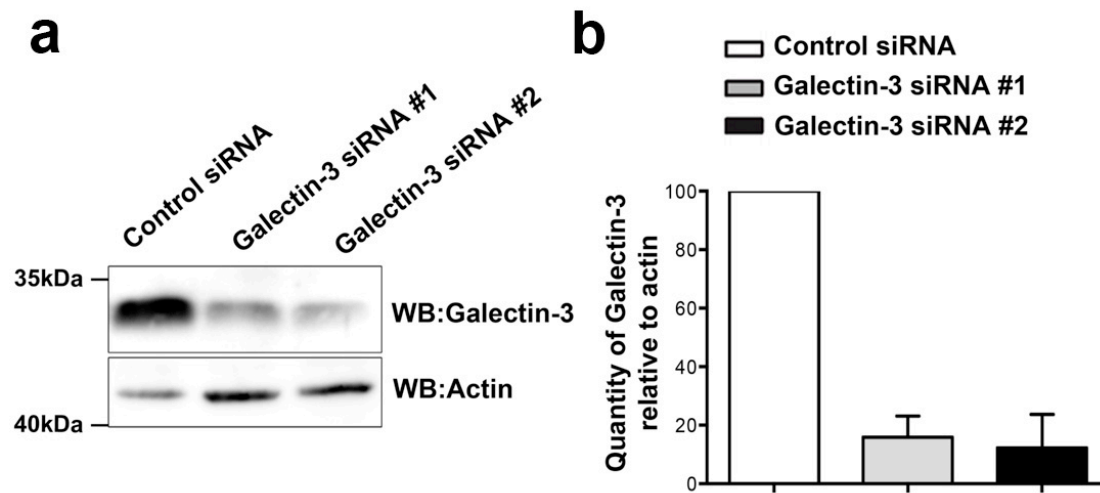 a
Control siRNA
Galectin-3 siRNA #1
Galectin-3 siRNA #2
35kDa
WB:Galectin-3
WB:Actin
40kDa
b
Control siRNA
Galectin-3 siRNA #1
Galectin-3 siRNA #2
Quantity of Galectin-3
relative to actin
100
80
60
40
20
0